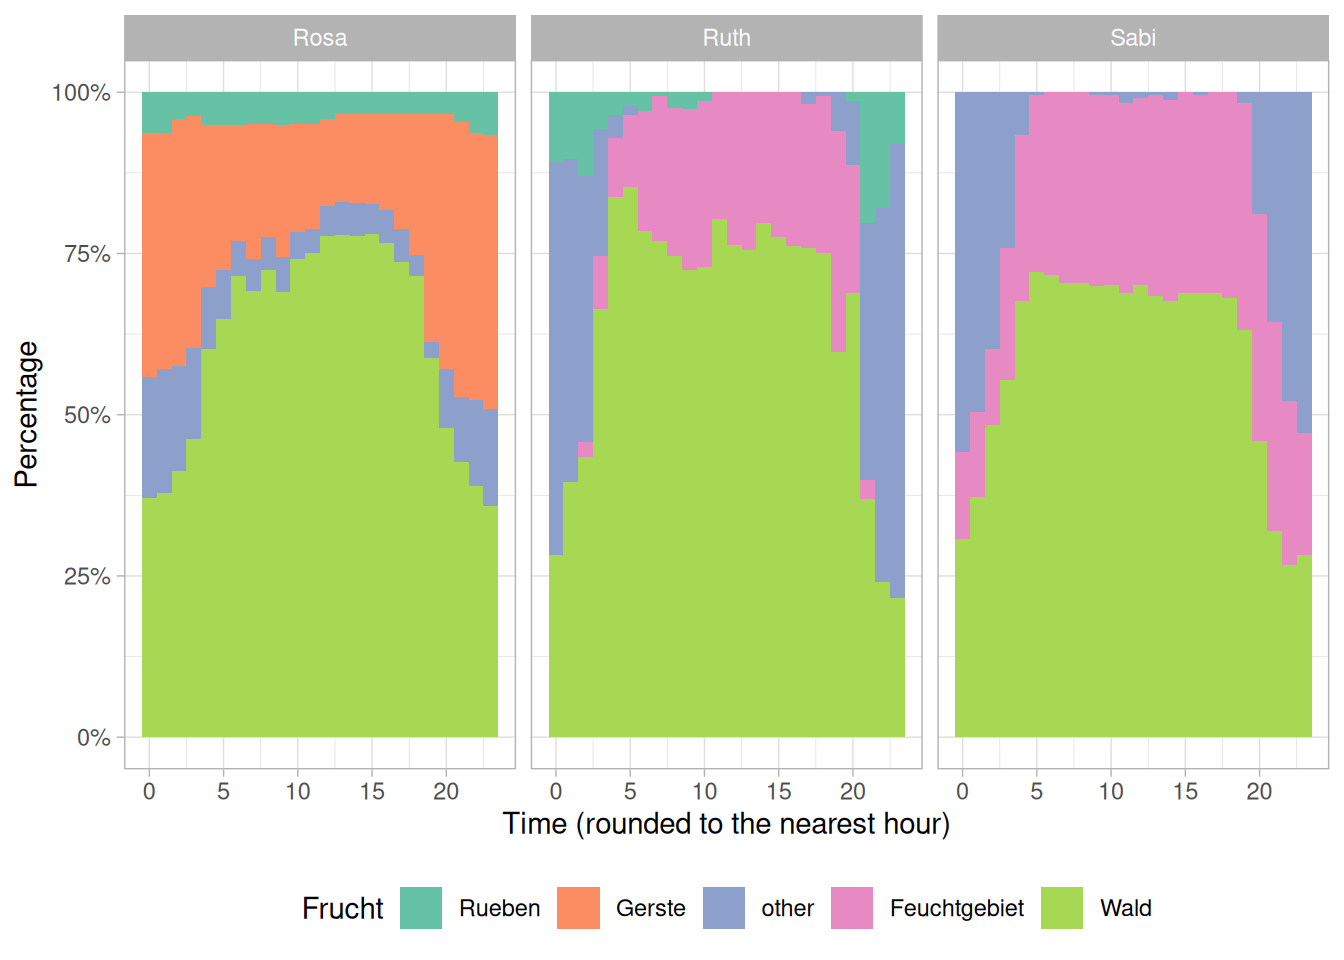 Rosa Ruth Sabi
100%
75%
50%
25%
0%
Percentage
0 5 10 15 20 0 5 10 15 20 0 5 10 15 20
Time (rounded to the nearest hour)
Frucht Rueben Gerste other Feuchtgebiet Wald